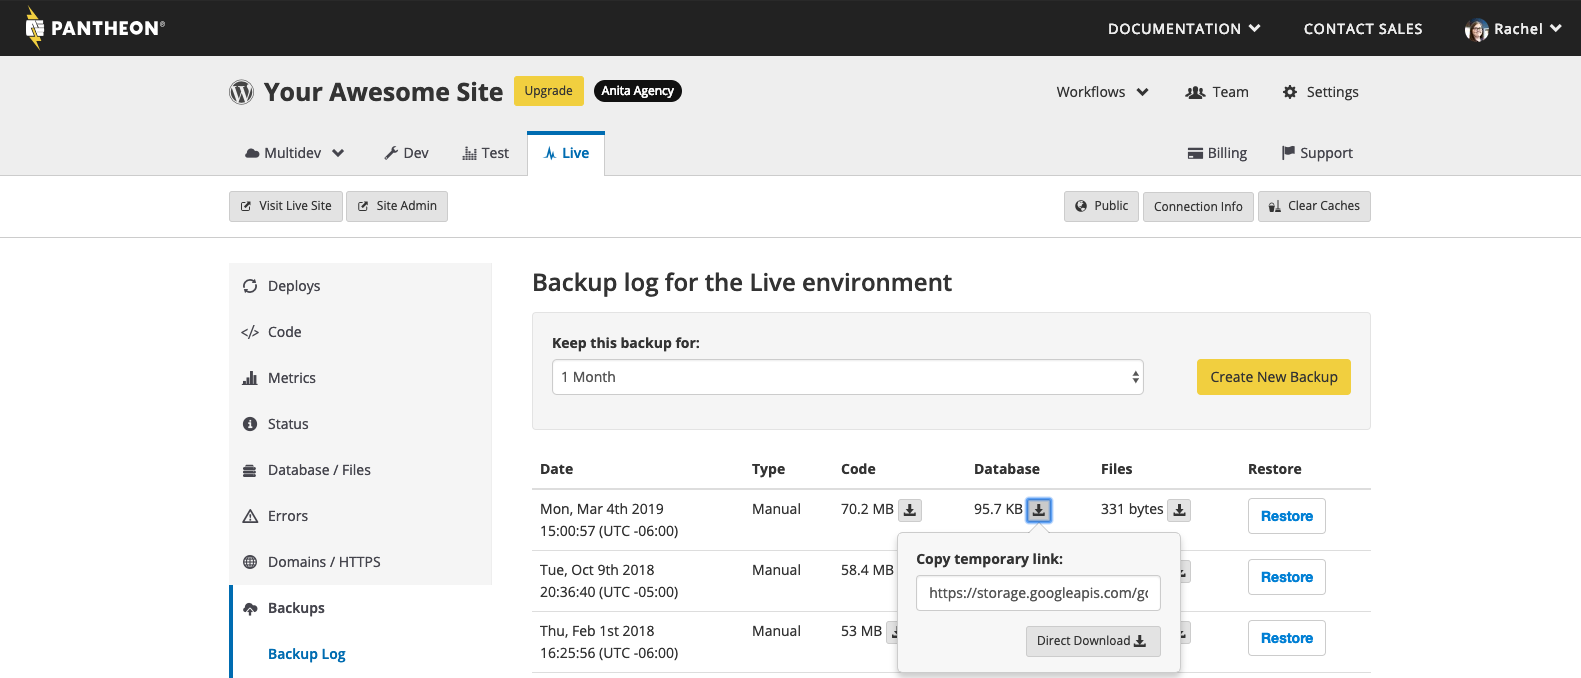 PANTHEON®
DOCUMENTATION
CONTACT SALES
Rachel
Your Awesome Site
Upgrade
Anita Agency
Workflows
Team
Settings
Multidev
Dev
Test
Live
Billing
Support
Visit Live Site
Site Admin
Public
Connection Info
Clear Caches
Deploys
</> Code
Metrics
Status
Database / Files
Errors
Domains / HTTPS
Backups
Backup Log
Backup log for the Live environment
Keep this backup for:
1 Month
Create New Backup
Date Type Code Database Files Restore
Mon, Mar 4th 2019 Manual 70.2 MB 95.7 KB 331 bytes Restore
15:00:57 (UTC -06:00)
Tue, Oct 9th 2018 Manual 58.4 MB Restore
20:36:40 (UTC -05:00)
Thu, Feb 1st 2018 Manual 53 MB Restore
16:25:56 (UTC -06:00)
Copy temporary link:
https://storage.googleapis.com/gc
Direct Download